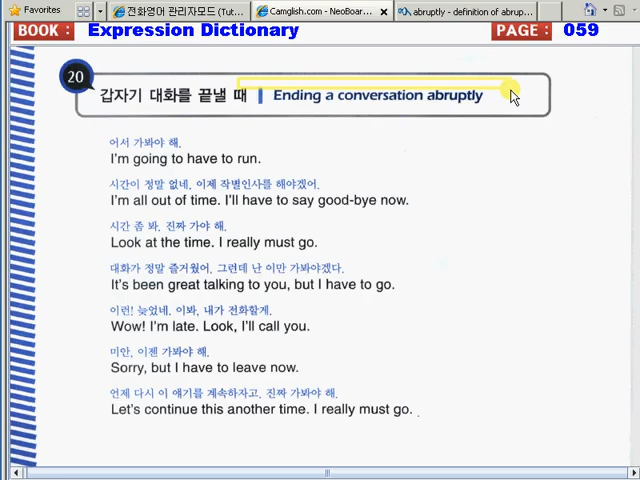 Favorites
전화영어 관리자모드 (Tut...
Camglish.com - NeoBoar...
abruptly - definition of abrup...
BOOK : Expression Dictionary PAGE : 059
20 갑자기 대화를 끝낼 때 Ending a conversation abruptly
어서 가봐야 해.
I'm going to have to run.
시간이 정말 없네. 이제 작별인사를 해야겠어.
I'm all out of time. I'll have to say good-bye now.
시간 좀 봐. 진짜 가야 해.
Look at the time. I really must go.
대화가 정말 즐거웠어. 그런데 난 이만 가봐야겠다.
It's been great talking to you, but I have to go.
이런! 늦었네. 이봐, 내가 전화할게.
Wow! I'm late. Look, I'll call you.
미안, 이젠 가봐야 해.
Sorry, but I have to leave now.
언제 다시 이 얘기를 계속하자고. 진짜 가봐야 해.
Let's continue this another time. I really must go.